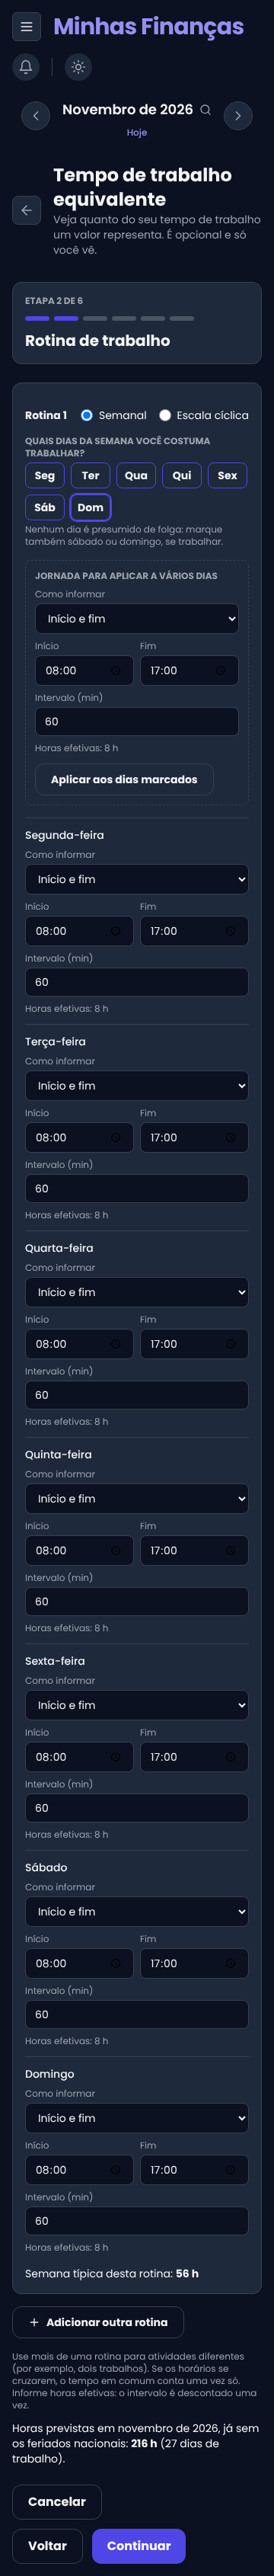 Minhas Finanças
Novembro de 2026
Hoje
Tempo de trabalho
equivalente
Veja quanto do seu tempo de trabalho
um valor representa. É opcional e só
você vê.
ETAPA 2 DE 6
Rotina de trabalho
Rotina 1 Semanal Escala cíclica
QUAIS DIAS DA SEMANA VOCÊ COSTUMA
TRABALHAR?
Seg Ter Qua Qui Sex
Sáb Dom
Nenhum dia é presumido de folga: marque
também sábado ou domingo, se trabalhar.
JORNADA PARA APLICAR A VÁRIOS DIAS
Como informar
Início e fim
Início Fim
08:00 17:00
Intervalo (min)
60
Horas efetivas: 8 h
Aplicar aos dias marcados
Segunda-feira
Como informar
Início e fim
Início Fim
08:00 17:00
Intervalo (min)
60
Horas efetivas: 8 h
Terça-feira
Como informar
Início e fim
Início Fim
08:00 17:00
Intervalo (min)
60
Horas efetivas: 8 h
Quarta-feira
Como informar
Início e fim
Início Fim
08:00 17:00
Intervalo (min)
60
Horas efetivas: 8 h
Quinta-feira
Como informar
Início e fim
Início Fim
08:00 17:00
Intervalo (min)
60
Horas efetivas: 8 h
Sexta-feira
Como informar
Início e fim
Início Fim
08:00 17:00
Intervalo (min)
60
Horas efetivas: 8 h
Sábado
Como informar
Início e fim
Início Fim
08:00 17:00
Intervalo (min)
60
Horas efetivas: 8 h
Domingo
Como informar
Início e fim
Início Fim
08:00 17:00
Intervalo (min)
60
Horas efetivas: 8 h
Semana típica desta rotina: 56 h
+ Adicionar outra rotina
Use mais de uma rotina para atividades diferentes
(por exemplo, dois trabalhos). Se os horários se
cruzarem, o tempo em comum conta uma vez só.
Informe horas efetivas: o intervalo é descontado uma
vez.
Horas previstas em novembro de 2026, já sem
os feriados nacionais: 216 h (27 dias de
trabalho).
Cancelar
Voltar Continuar